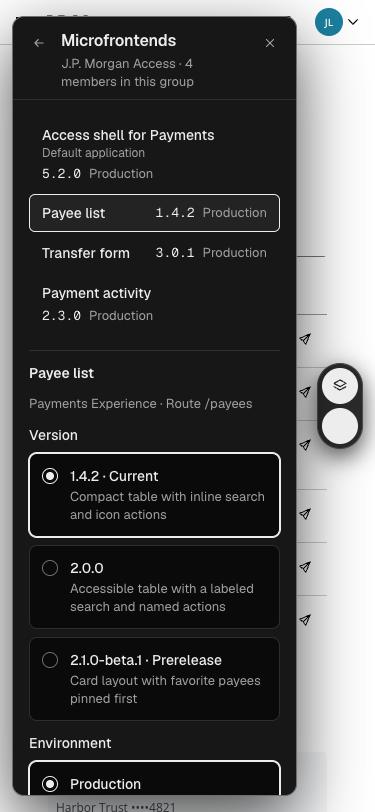 JL
Microfrontends
J.P. Morgan Access · 4
members in this group
Access shell for Payments
Default application
5.2.0 Production
Payee list 1.4.2 Production
Transfer form 3.0.1 Production
Payment activity
2.3.0 Production
Payee list
Payments Experience · Route /payees
Version
1.4.2 · Current
Compact table with inline search
and icon actions
2.0.0
Accessible table with a labeled
search and named actions
2.1.0-beta.1 · Prerelease
Card layout with favorite payees
pinned first
Environment
Production
Harbor Trust ••••4821